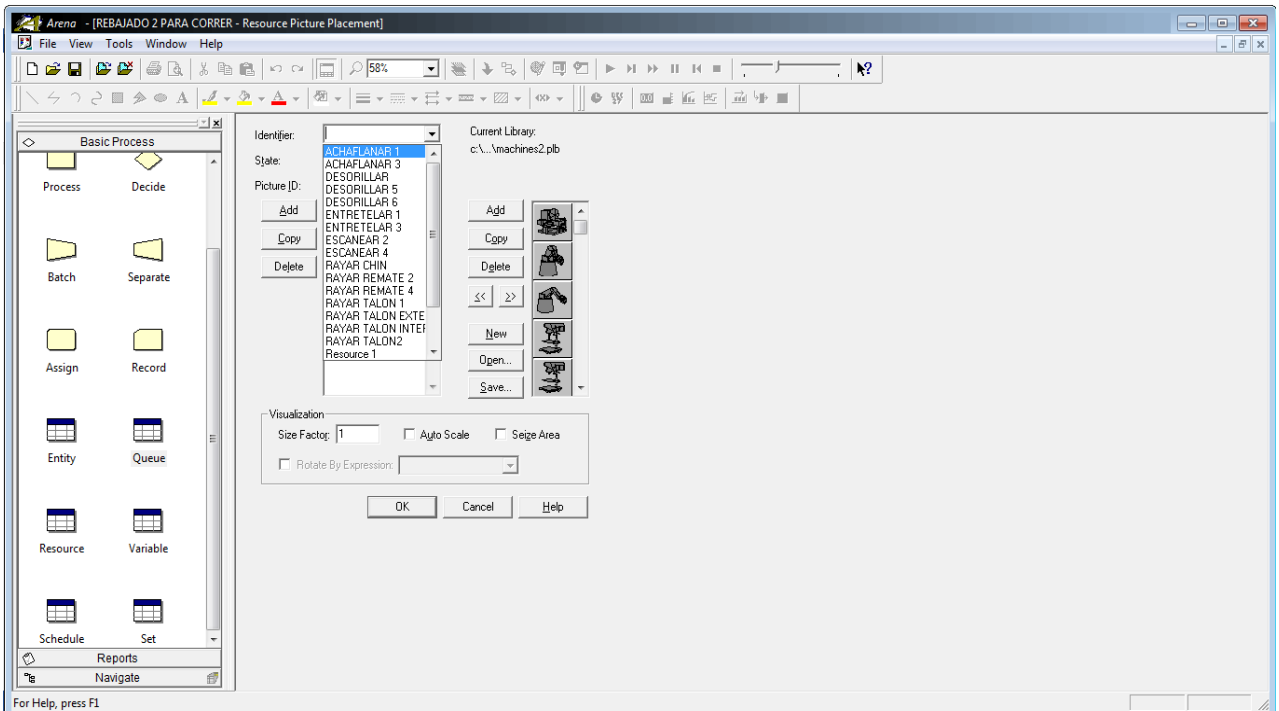 Arena - [REBAJADO 2 PARA CORRER - Resource Picture Placement]
File View Tools Window Help
58%
Basic Process
Process Decide
Batch Separate
Assign Record
Entity Queue
Resource Variable
Schedule Set
Reports
Navigate
Identifier:
State:
Picture ID:
Add
Copy
Delete
ACHAFLANAR 1
ACHAFLANAR 3
DESORILLAR
DESORILLAR 5
DESORILLAR 6
ENTRETELAR 1
ENTRETELAR 3
ESCANEAR 2
ESCANEAR 4
RAYAR CHIN
RAYAR REMATE 2
RAYAR REMATE 4
RAYAR TALON 1
RAYAR TALON EXTE
RAYAR TALON INTER
RAYAR TALON2
Resource 1
Current Library:
c:\...\machines2.plb
Add
Copy
Delete
<< >>
New
Open...
Save...
Visualization
Size Factor: 1 Auto Scale Seize Area
Rotate By Expression:
OK Cancel Help
For Help, press F1